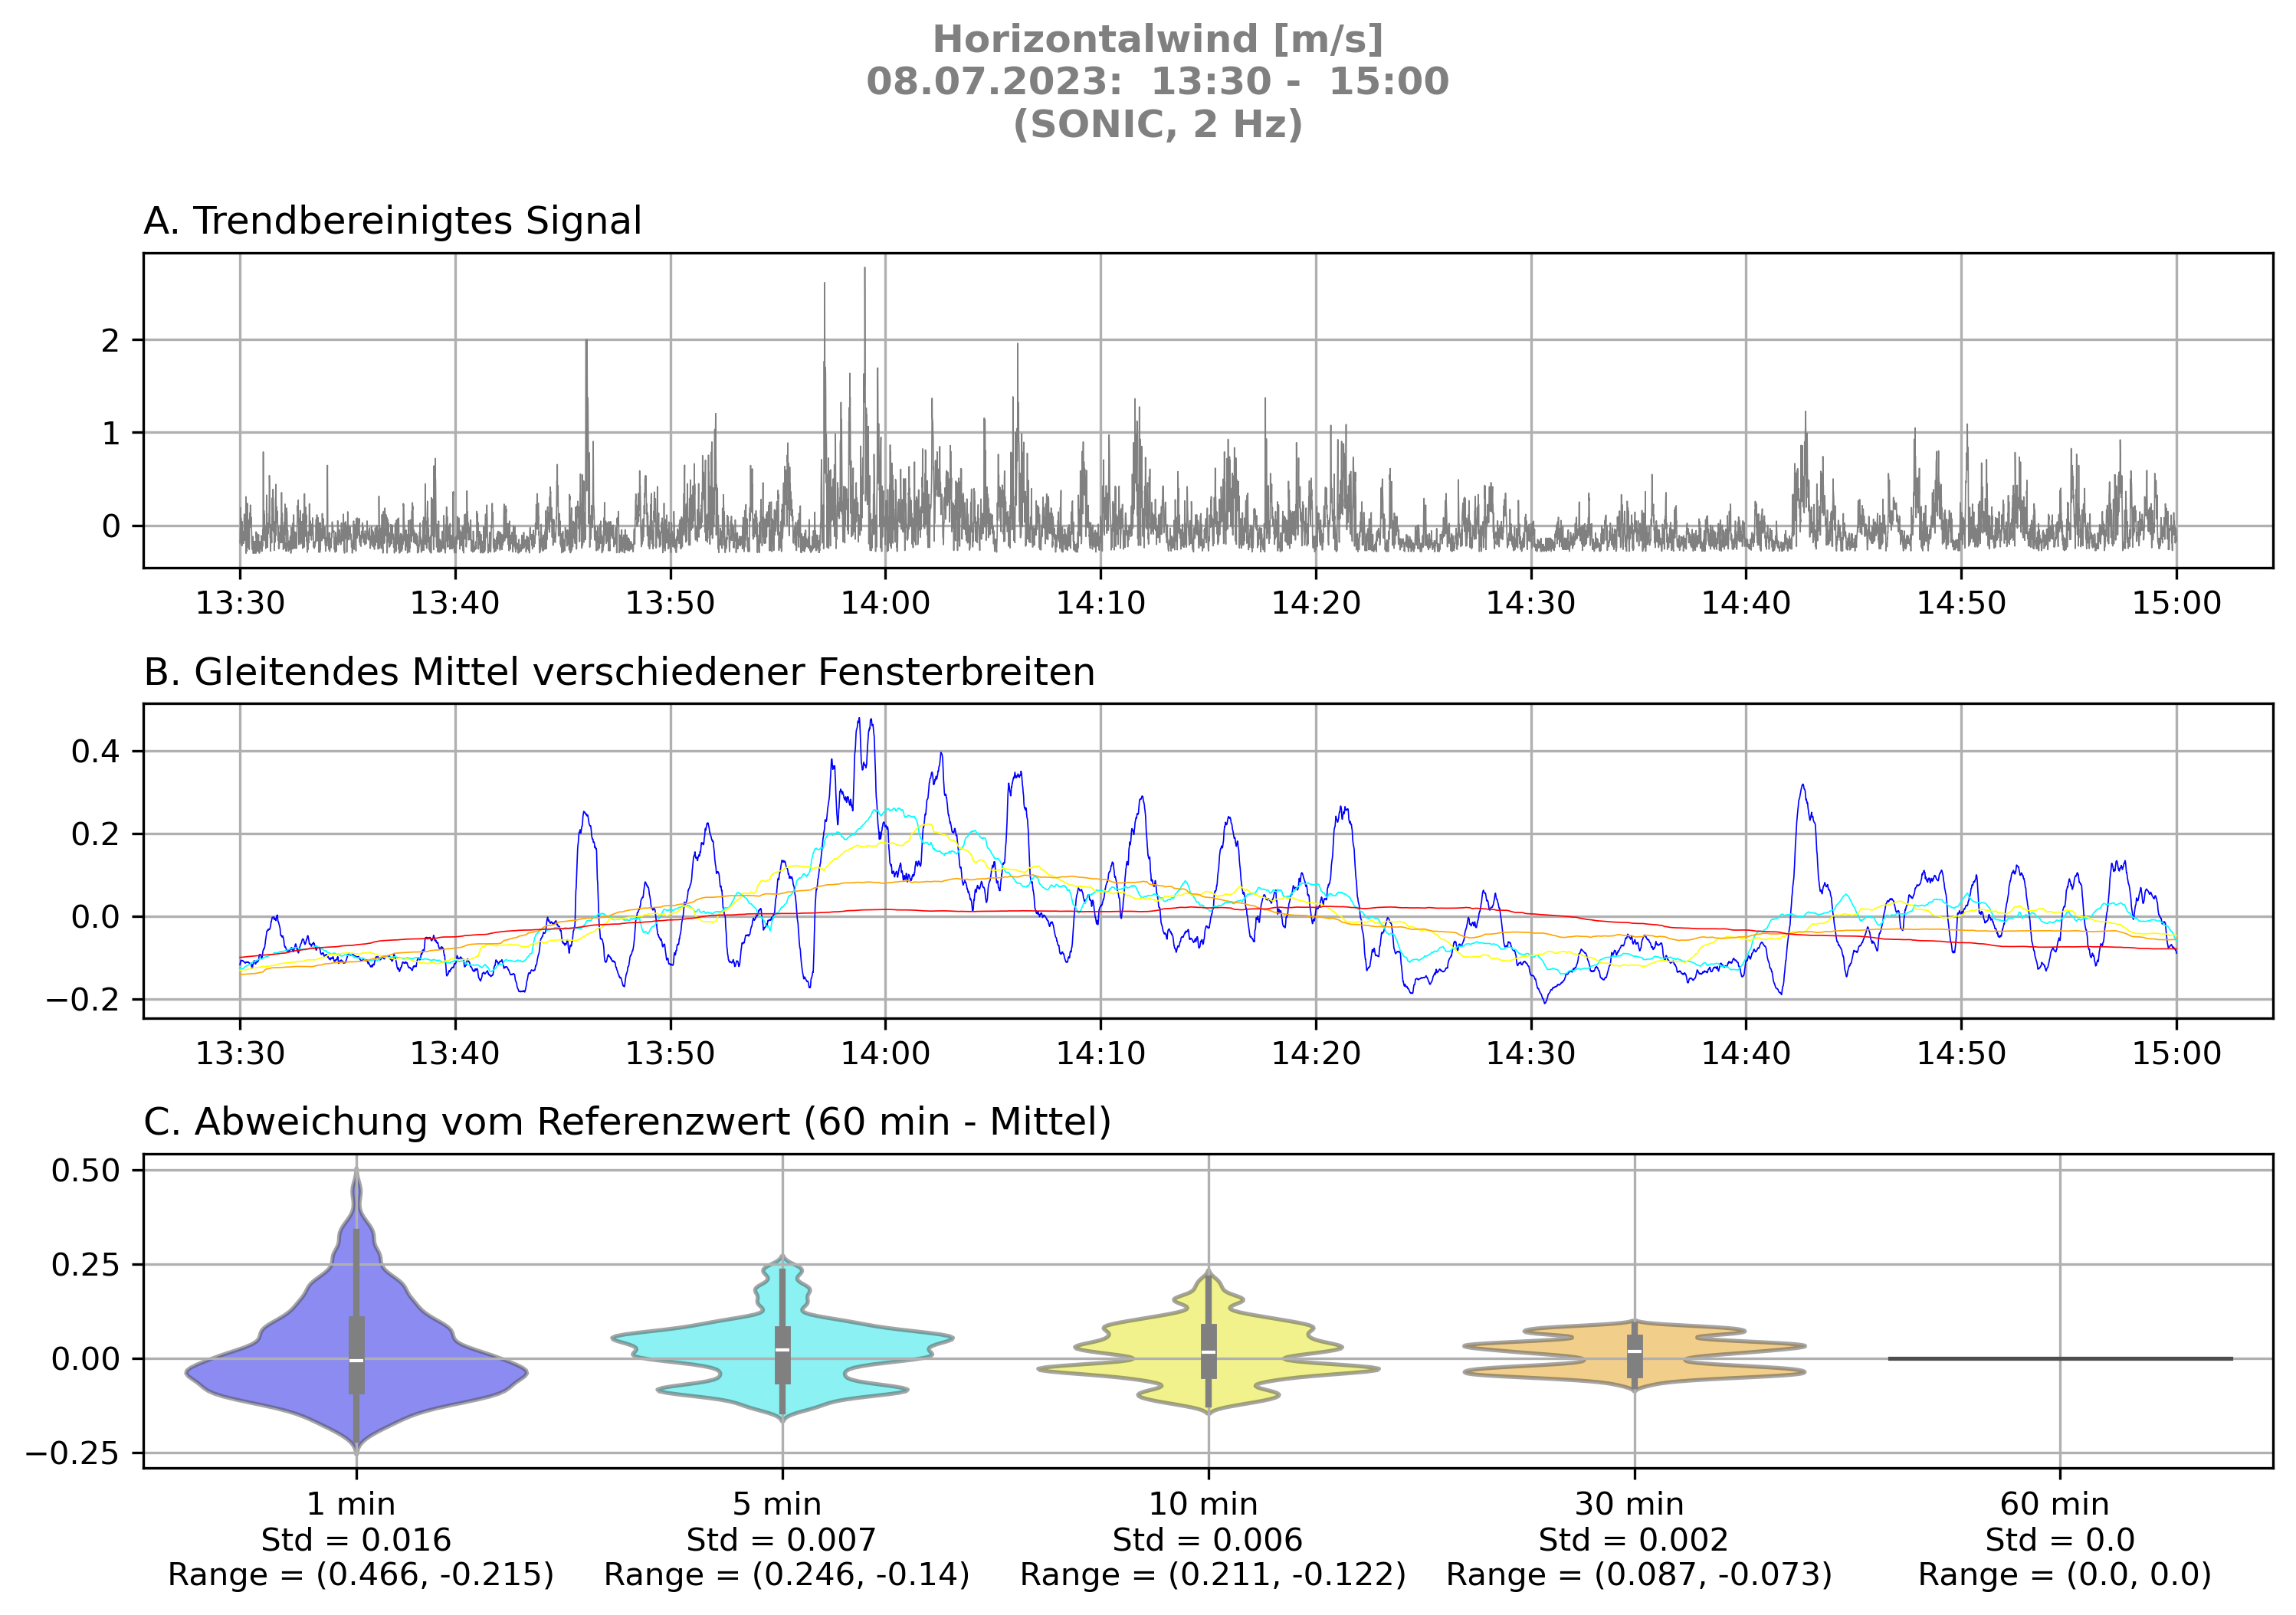 Horizontalwind [m/s]
08.07.2023:  13:30 -  15:00
(SONIC, 2 Hz)
A. Trendbereinigtes Signal
2
1
0
13:30 13:40 13:50 14:00 14:10 14:20 14:30 14:40 14:50 15:00
B. Gleitendes Mittel verschiedener Fensterbreiten
0.4
0.2
0.0
−0.2
13:30 13:40 13:50 14:00 14:10 14:20 14:30 14:40 14:50 15:00
C. Abweichung vom Referenzwert (60 min - Mittel)
0.50
0.25
0.00
−0.25
1 min 5 min 10 min 30 min 60 min
Std = 0.016 Std = 0.007 Std = 0.006 Std = 0.002 Std = 0.0
Range = (0.466, -0.215) Range = (0.246, -0.14) Range = (0.211, -0.122) Range = (0.087, -0.073) Range = (0.0, 0.0)